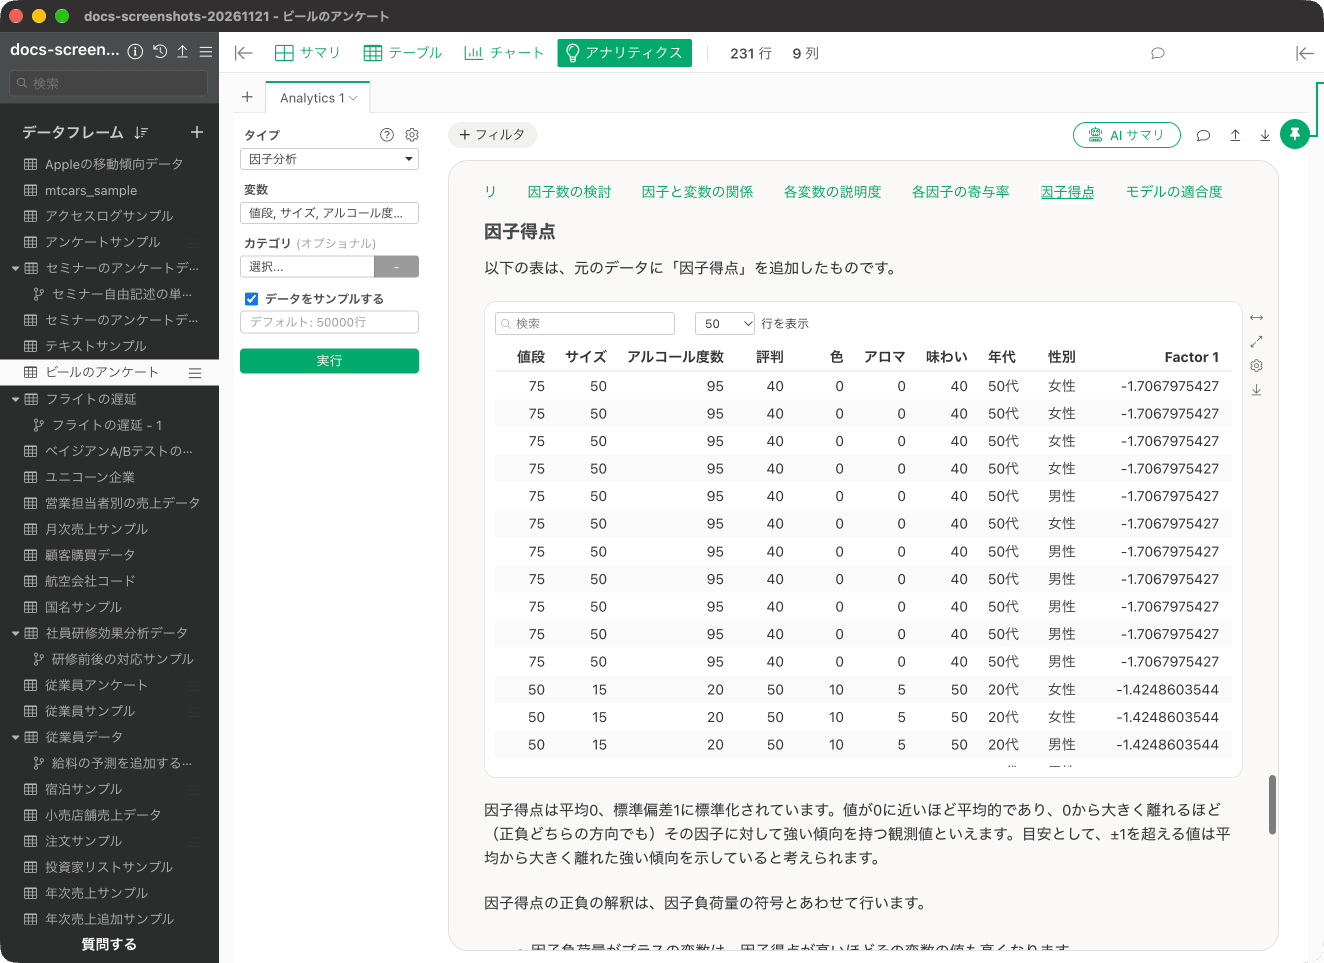 docs-screenshots-20261121 - ビールのアンケート
docs-screen...
検索
サマリ
テーブル
チャート
アナリティクス
231 行
9 列
Analytics 1
データフレーム
Appleの移動傾向データ
mtcars_sample
アクセスログサンプル
アンケートサンプル
セミナーのアンケートデ...
セミナー自由記述の単...
セミナーのアンケートデ...
テキストサンプル
ビールのアンケート
フライトの遅延
フライトの遅延 - 1
ベイジアンA/Bテストの...
ユニコーン企業
営業担当者別の売上データ
月次売上サンプル
顧客購買データ
航空会社コード
国名サンプル
社員研修効果分析データ
研修前後の対応サンプル
従業員アンケート
従業員サンプル
従業員データ
給料の予測を追加する...
宿泊サンプル
小売店舗売上データ
注文サンプル
投資家リストサンプル
年次売上サンプル
年次売上追加サンプル
質問する
タイプ
因子分析
変数
値段, サイズ, アルコール度...
カテゴリ (オプショナル)
選択...
-
データをサンプルする
デフォルト: 50000行
実行
+ フィルタ
AI サマリ
リ 因子数の検討 因子と変数の関係 各変数の説明度 各因子の寄与率 因子得点 モデルの適合度
因子得点
以下の表は、元のデータに「因子得点」を追加したものです。
検索 50 行を表示
値段 サイズ アルコール度数 評判 色 アロマ 味わい 年代 性別 Factor 1
75 50 95 40 0 0 40 50代 女性 -1.7067975427
75 50 95 40 0 0 40 50代 女性 -1.7067975427
75 50 95 40 0 0 40 50代 女性 -1.7067975427
75 50 95 40 0 0 40 50代 女性 -1.7067975427
75 50 95 40 0 0 40 50代 男性 -1.7067975427
75 50 95 40 0 0 40 50代 女性 -1.7067975427
75 50 95 40 0 0 40 50代 男性 -1.7067975427
75 50 95 40 0 0 40 50代 男性 -1.7067975427
75 50 95 40 0 0 40 50代 男性 -1.7067975427
75 50 95 40 0 0 40 50代 男性 -1.7067975427
75 50 95 40 0 0 40 50代 男性 -1.7067975427
50 15 20 50 10 5 50 20代 女性 -1.4248603544
50 15 20 50 10 5 50 20代 女性 -1.4248603544
50 15 20 50 10 5 50 20代 男性 -1.4248603544
因子得点は平均0、標準偏差1に標準化されています。値が0に近いほど平均的であり、0から大きく離れるほど
（正負どちらの方向でも）その因子に対して強い傾向を持つ観測値といえます。目安として、±1を超える値は平
均から大きく離れた強い傾向を示していると考えられます。
因子得点の正負の解釈は、因子負荷量の符号とあわせて行います。
因子負荷量がプラスの変数は、因子得点が高いほどその変数の値も高くなります。